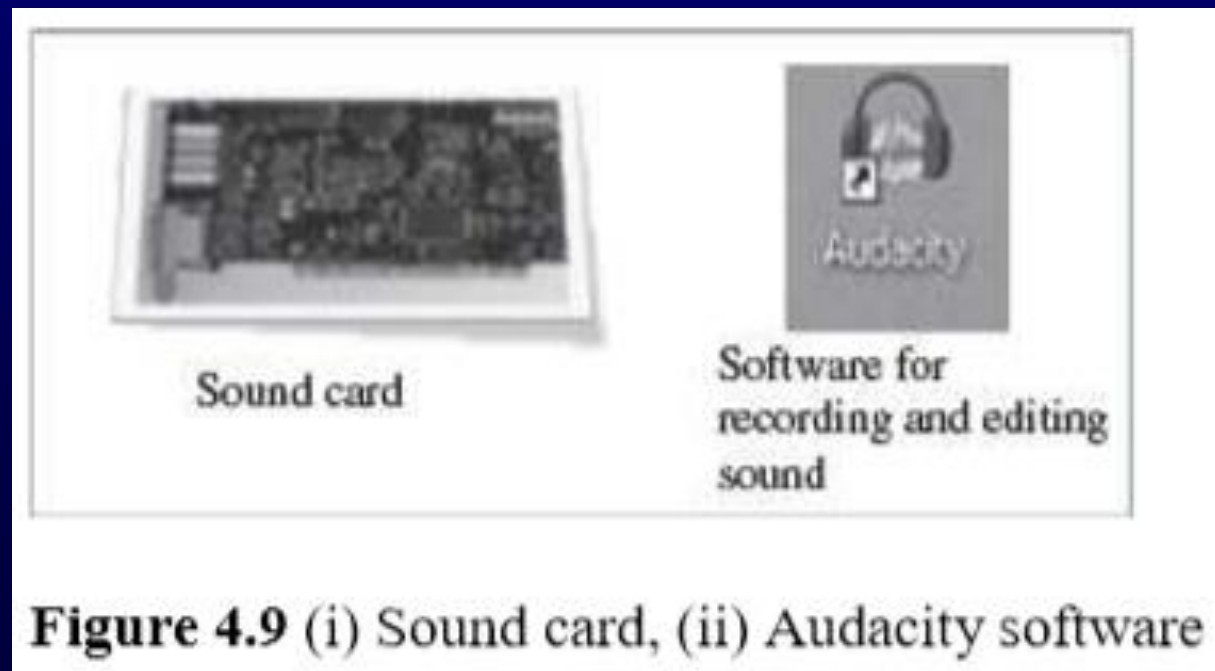 Audacity
Sound card
Software for
recording and editing
sound
Figure 4.9 (i) Sound card, (ii) Audacity software